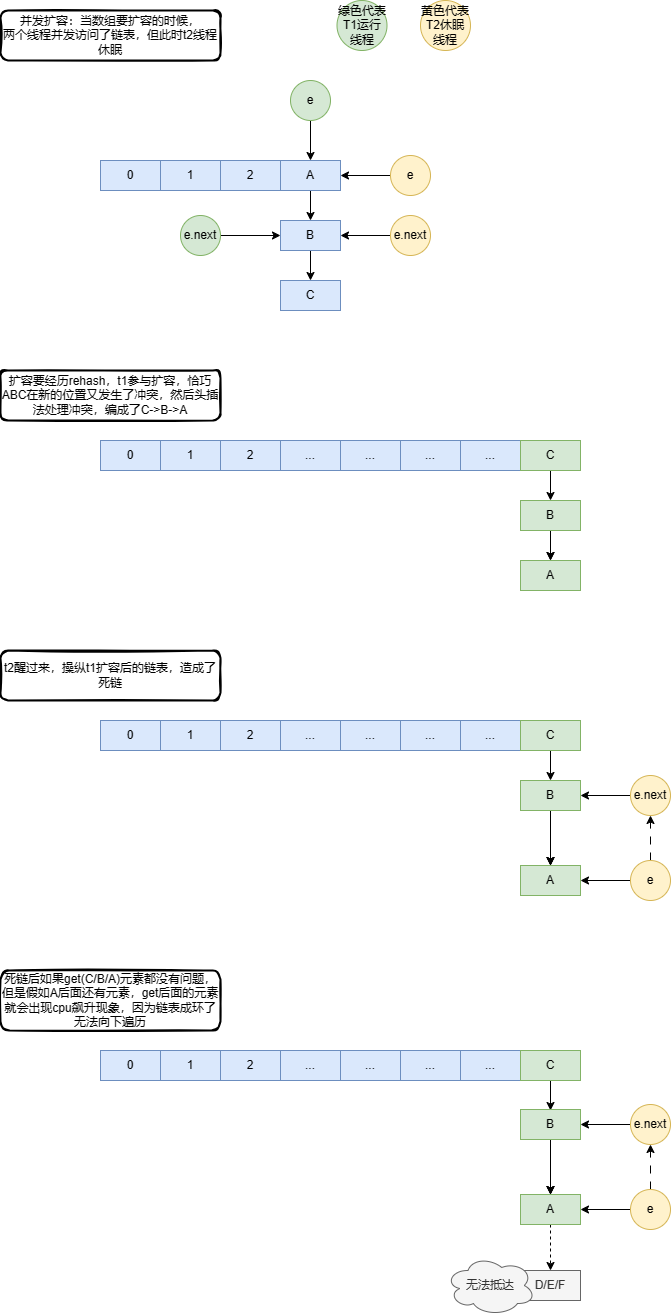 并发扩容：当数组要扩容的时候，
两个线程并发访问了链表，但此时t2线程
休眠
绿色代表
T1运行
线程
黄色代表
T2休眠
线程
e
0 1 2 A e
e.next B e.next
C
扩容要经历rehash，t1参与扩容，恰巧
ABC在新的位置又发生了冲突，然后头插
法处理冲突，编成了C->B->A
0 1 2 ... ... ... ... C
B
A
t2醒过来，操纵t1扩容后的链表，造成了
死链
0 1 2 ... ... ... ... C
B e.next
A e
死链后如果get(C/B/A)元素都没有问题，
但是假如A后面还有元素，get后面的元素
就会出现cpu飙升现象，因为链表成环了
无法向下遍历
0 1 2 ... ... ... ... C
B e.next
A e
无法抵达 D/E/F